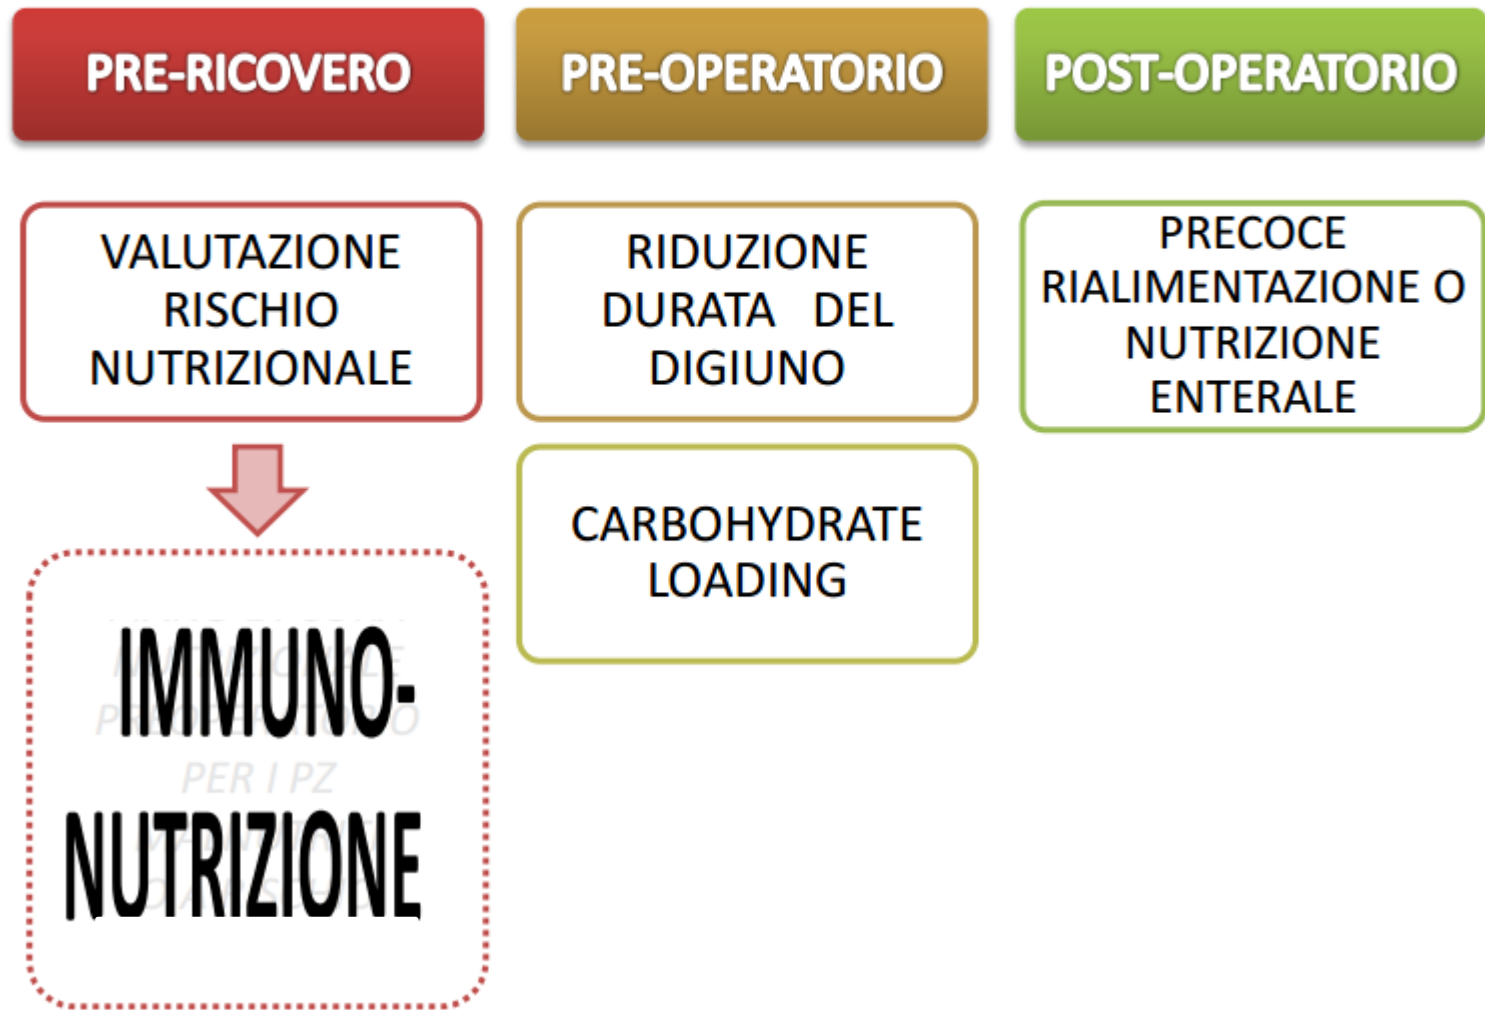 PRE-RICOVERO
PRE-OPERATORIO
POST-OPERATORIO
VALUTAZIONE
RISCHIO
NUTRIZIONALE
RIDUZIONE
DURATA DEL
DIGIUNO
PRECOCE
RIALIMENTAZIONE O
NUTRIZIONE
ENTERALE
CARBOHYDRATE
LOADING
IMMUNO-
PER I PZ
NUTRIZIONE